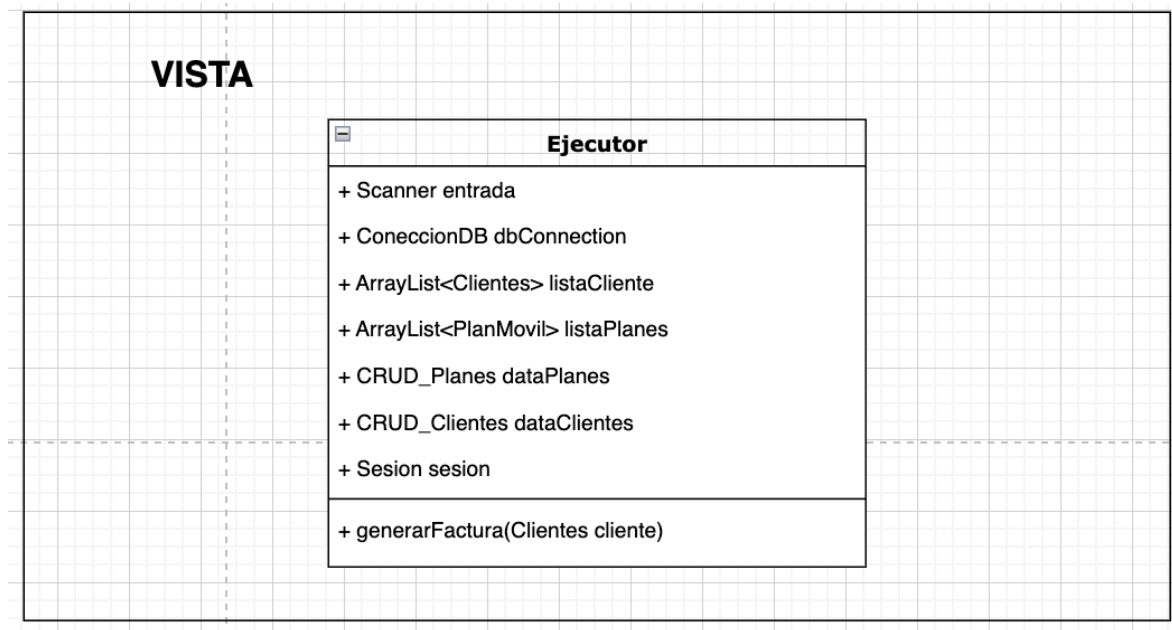 VISTA
Ejecutor
+ Scanner entrada
+ ConeccionDB dbConnection
+ ArrayList<Clientes> listaCliente
+ ArrayList<PlanMovil> listaPlanes
+ CRUD_Planes dataPlanes
+ CRUD_Clientes dataClientes
+ Sesion sesion
+ generarFactura(Clientes cliente)